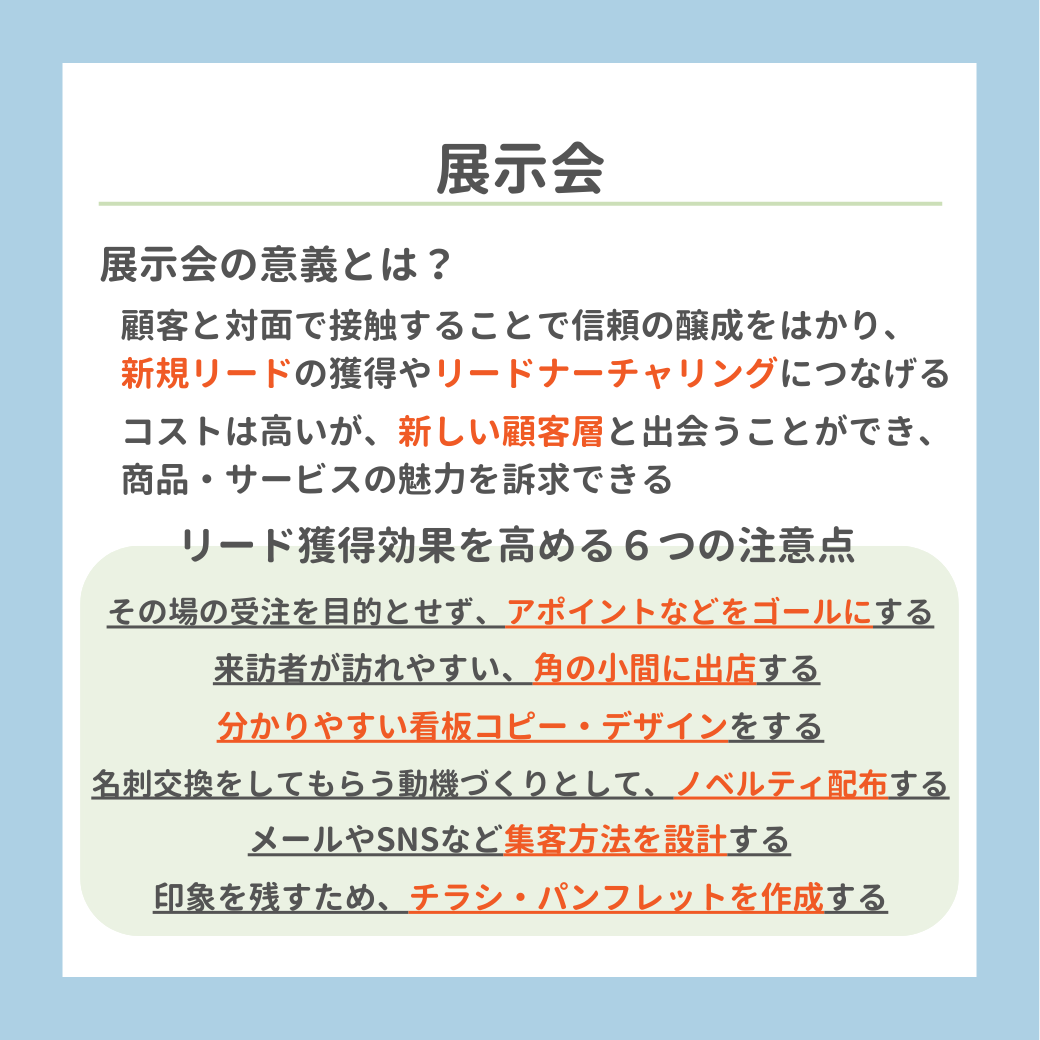 展示会
展示会の意義とは？
顧客と対面で接触することで信頼の醸成をはかり、
新規リードの獲得やリードナーチャリングにつなげる
コストは高いが、新しい顧客層と出会うことができ、
商品・サービスの魅力を訴求できる
リード獲得効果を高める６つの注意点
その場の受注を目的とせず、アポイントなどをゴールにする
来訪者が訪れやすい、角の小間に出店する
分かりやすい看板コピー・デザインをする
名刺交換をしてもらう動機づくりとして、ノベルティ配布する
メールやSNSなど集客方法を設計する
印象を残すため、チラシ・パンフレットを作成する